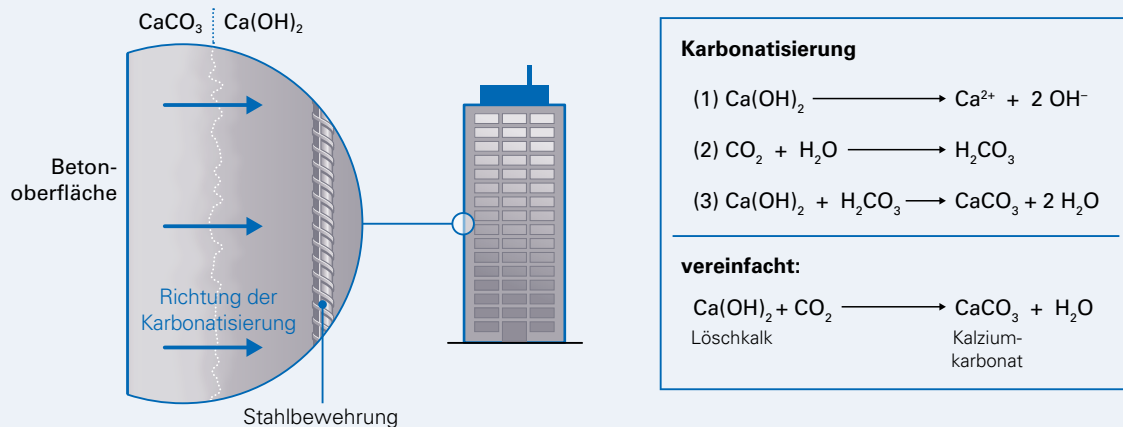 CaCO₃ Ca(OH)₂
Beton-
oberfläche
Richtung der
Karbonatisierung
Stahlbewehrung
Karbonatisierung
(1) Ca(OH)₂ → Ca²⁺ + 2 OH⁻
(2) CO₂ + H₂O → H₂CO₃
(3) Ca(OH)₂ + H₂CO₃ → CaCO₃ + 2 H₂O
vereinfacht:
Ca(OH)₂ + CO₂ → CaCO₃ + H₂O
Löschkalk Kalzium-
karbonat